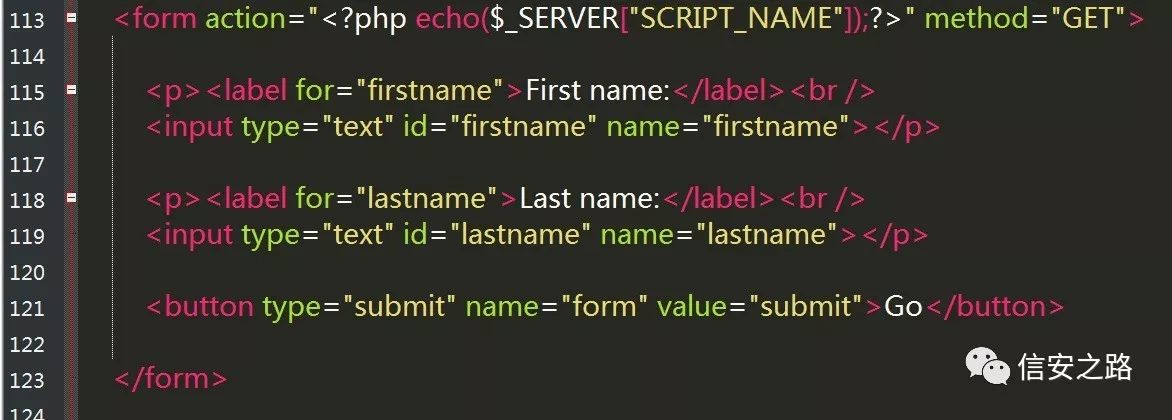 113 <form action="<?php echo($_SERVER["SCRIPT_NAME"]);?>" method="GET">
114
115 <p><label for="firstname">First name:</label><br />
116 <input type="text" id="firstname" name="firstname"></p>
117
118 <p><label for="lastname">Last name:</label><br />
119 <input type="text" id="lastname" name="lastname"></p>
120
121 <button type="submit" name="form" value="submit">Go</button>
122
123 </form>
124
信安之路